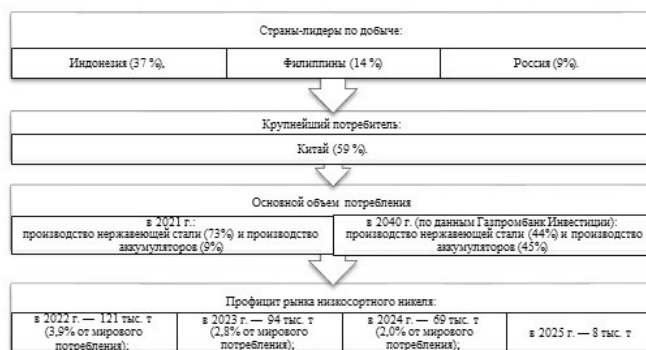 Страны-лидеры по добыче:
Индонезия (37 %),
Филиппины (14 %)
Россия (9%).
Крупнейший потребитель:
Китай (59 %).
Основной объем потребления
в 2021 г.:
производство нержавеющей стали (73%) и производство
аккумуляторов (9%)
в 2040 г. (по данным Газпромбанк Инвестиции):
производство нержавеющей стали (44%) и производство
аккумуляторов (45%)
Профицит рынка низкосортного никеля:
в 2022 г. — 121 тыс. т
(3,9% от мирового
потребления);
в 2023 г. — 94 тыс. т
(2,8% от мирового
потребления);
в 2024 г. — 69 тыс. т
(2,0% от мирового
потребления);
в 2025 г. — 8 тыс. т